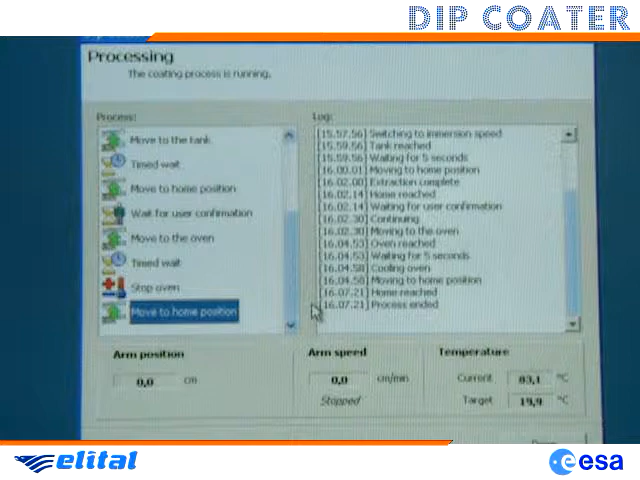 DIP COATER
Processing
The coating process is running.
Process:
Move to the tank
Timed wait
Move to home position
Wait for user confirmation
Move to the oven
Timed wait
Stop oven
Move to home position
Log:
[15.57.56] Switching to immersion speed
[15.59.56] Tank reached
[15.59.56] Waiting for 5 seconds
[16.00.01] Moving to home position
[16.02.00] Extraction complete
[16.02.14] Home reached
[16.02.14] Waiting for user confirmation
[16.02.30] Continuing
[16.02.30] Moving to the oven
[16.04.53] Oven reached
[16.04.53] Waiting for 5 seconds
[16.04.58] Cooling oven
[16.04.58] Moving to home position
[16.07.21] Home reached
[16.07.21] Process ended
Arm position
0,0 cm
Arm speed
0,0 cm/min
Stopped
Temperature
Current 83,1 °C
Target 19,9 °C
elital
esa